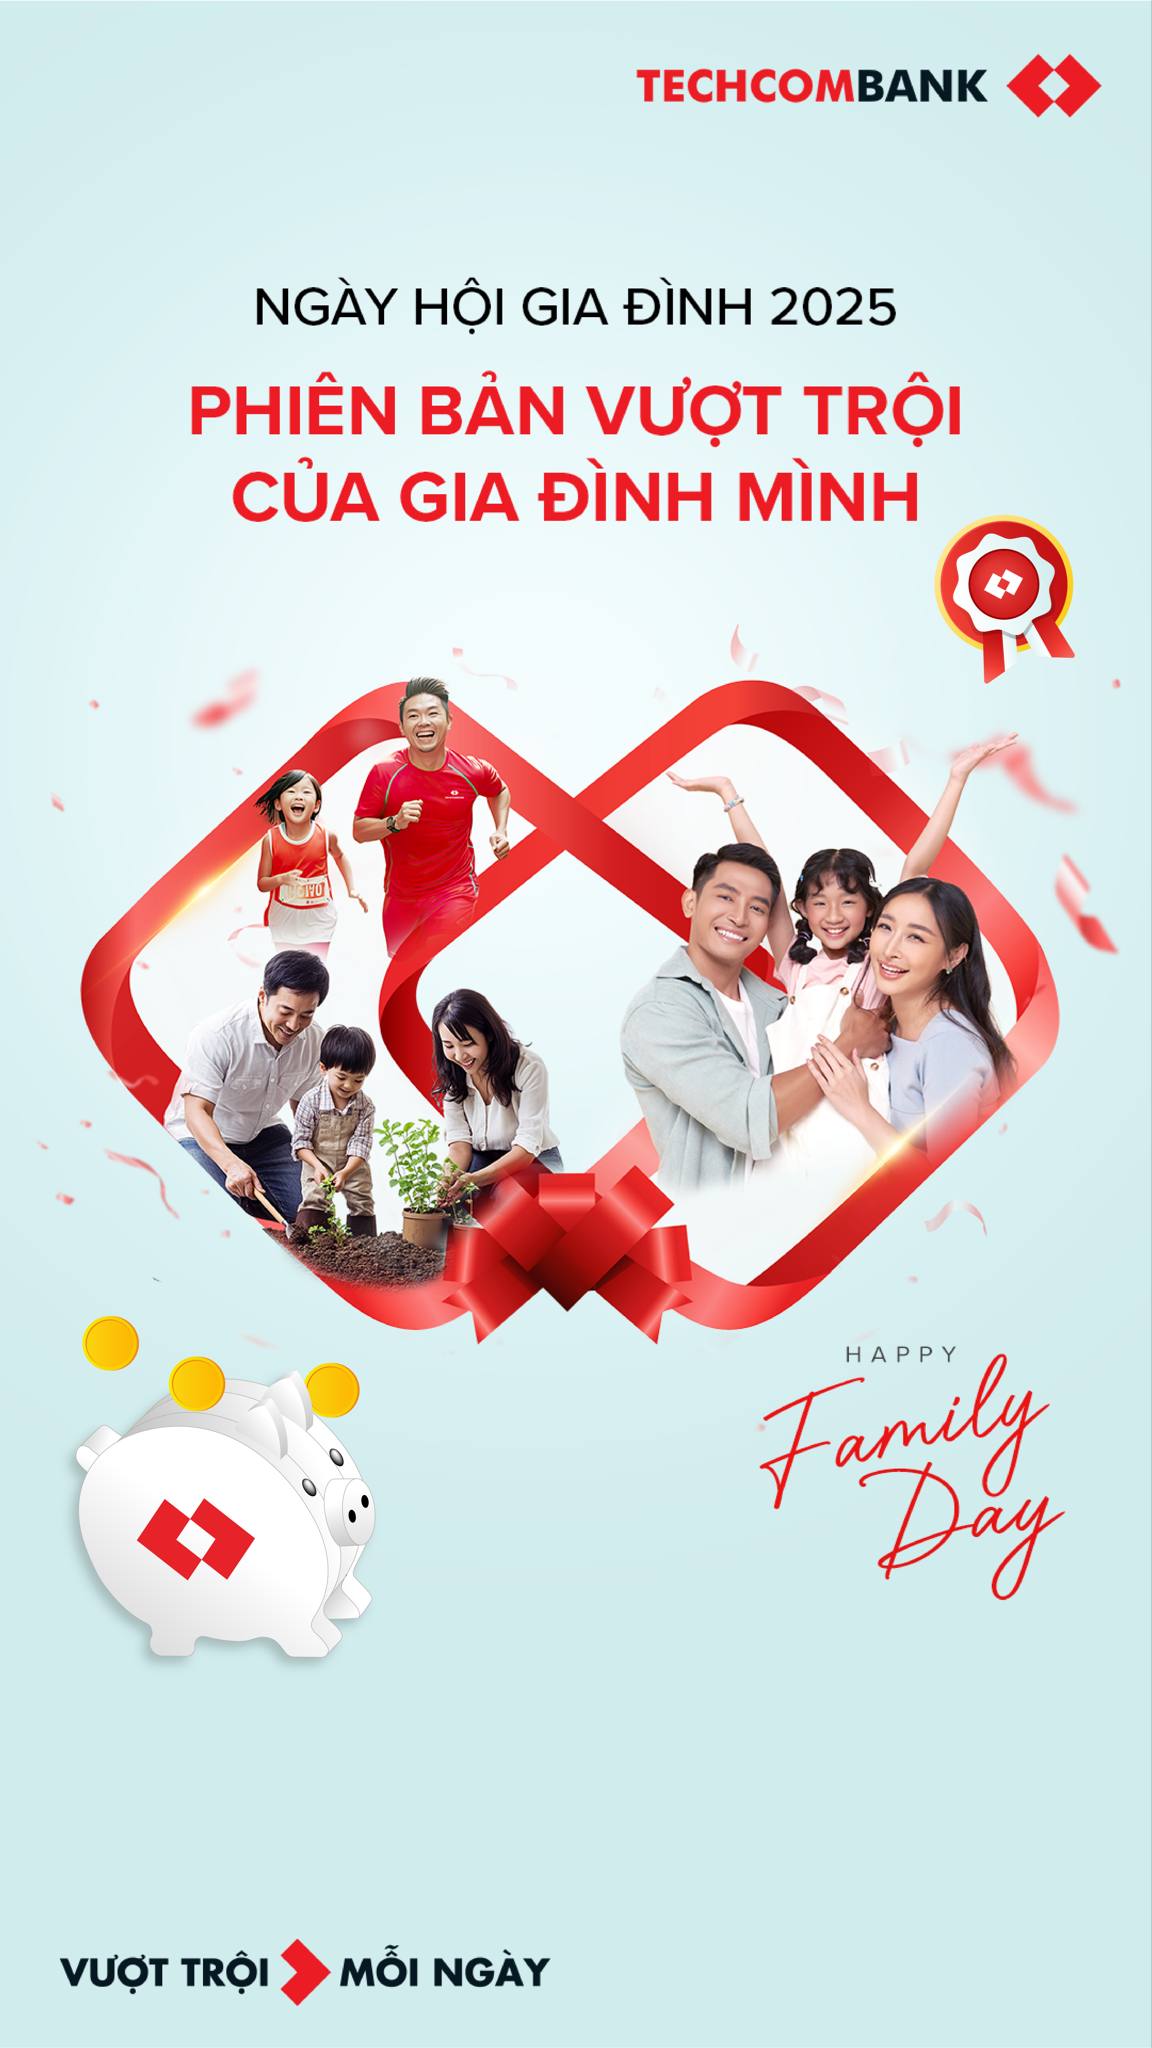 TECHCOMBANK
NGÀY HỘI GIA ĐÌNH 2025
PHIÊN BẢN VƯỢT TRỘI
CỦA GIA ĐÌNH MÌNH
HAPPY
Family
Day
VƯỢT TRỘI MỖI NGÀY